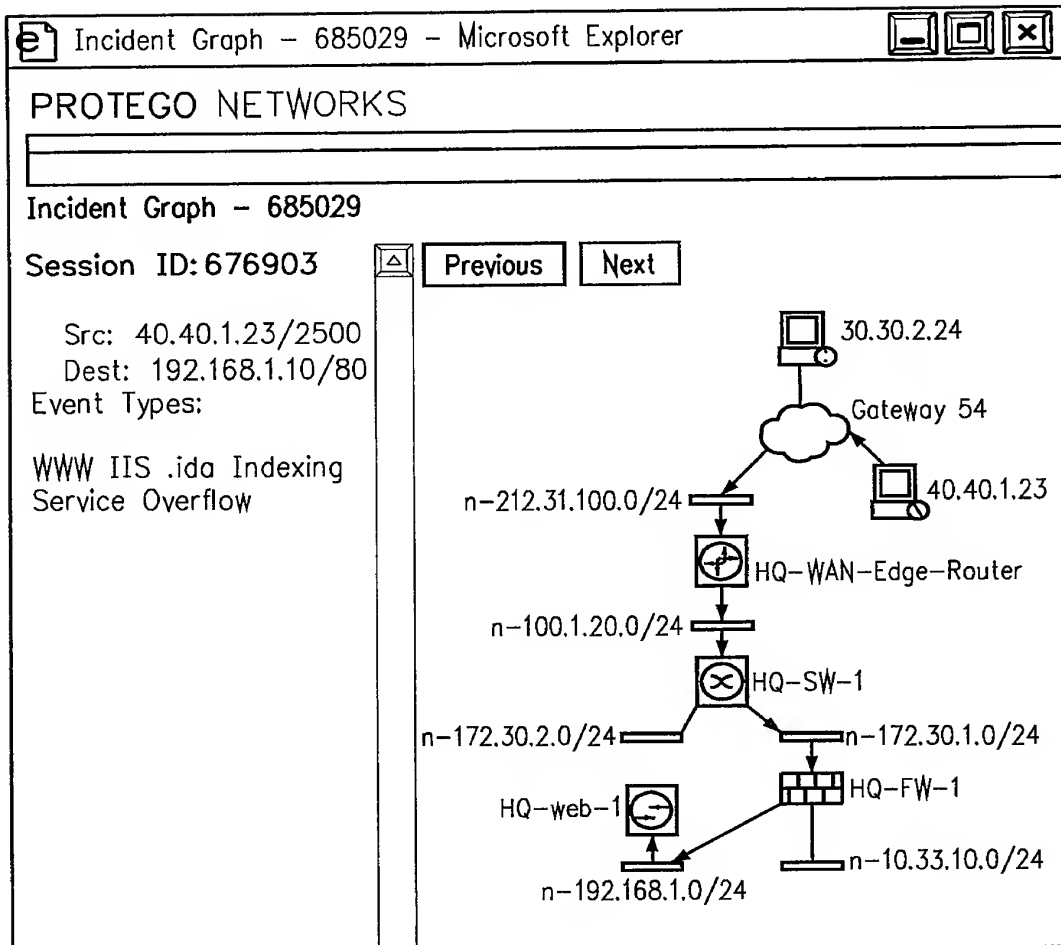 Incident Graph – 685029 – Microsoft Explorer
PROTEGO NETWORKS
Incident Graph – 685029
Session ID: 676903
Src: 40.40.1.23/2500
Dest: 192.168.1.10/80
Event Types:
WWW IIS .ida Indexing
Service Overflow
Previous
Next
30.30.2.24
Gateway 54
40.40.1.23
n-212.31.100.0/24
HQ-WAN-Edge-Router
n-100.1.20.0/24
HQ-SW-1
n-172.30.2.0/24
n-172.30.1.0/24
HQ-web-1
HQ-FW-1
n-10.33.10.0/24
n-192.168.1.0/24